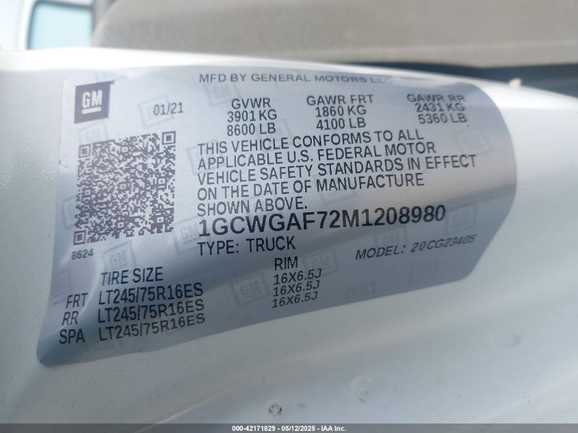 MFD BY GENERAL MOTORS LLC
GM
01/21
GVWR GAWR FRT GAWR RR
3901 KG 1860 KG 2431 KG
8600 LB 4100 LB 5360 LB
THIS VEHICLE CONFORMS TO ALL
APPLICABLE U.S. FEDERAL MOTOR
VEHICLE SAFETY STANDARDS IN EFFECT
ON THE DATE OF MANUFACTURE
SHOWN ABOVE.
1GCWGAF72M1208980
8624
TYPE: TRUCK MODEL: 20CG23405
TIRE SIZE RIM
FRT LT245/75R16ES 16X6.5J
RR LT245/75R16ES 16X6.5J
SPA LT245/75R16ES 16X6.5J
000-42171829 - 05/12/2025 - IAA Inc.